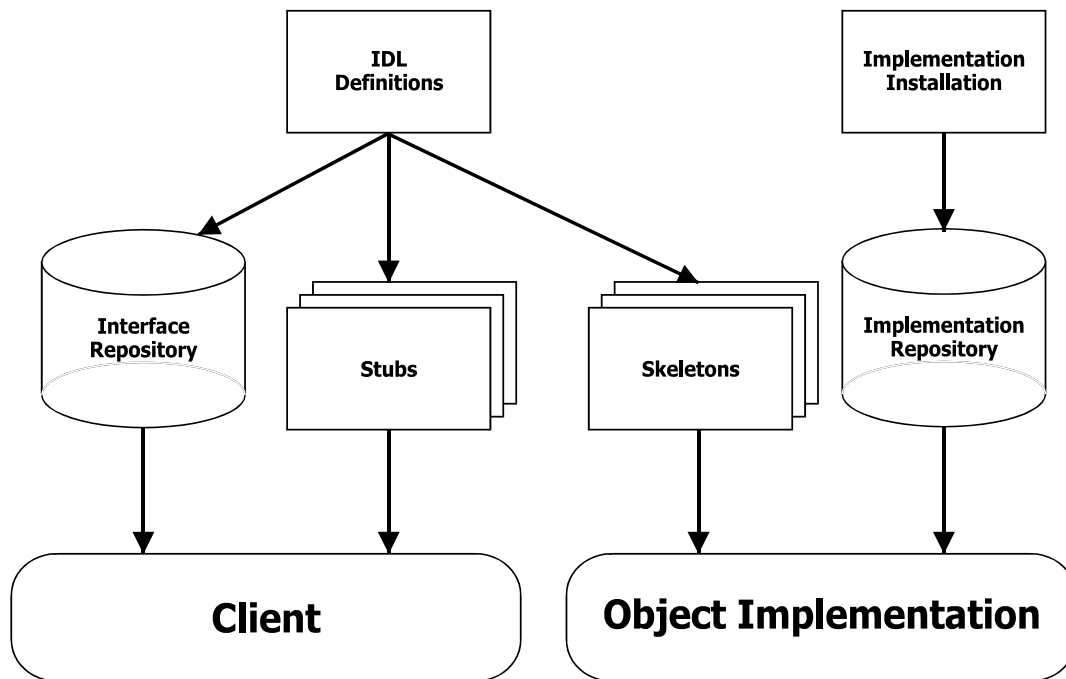 IDL
Definitions
Implementation
Installation
Interface
Repository
Stubs
Skeletons
Implementation
Repository
Client
Object Implementation